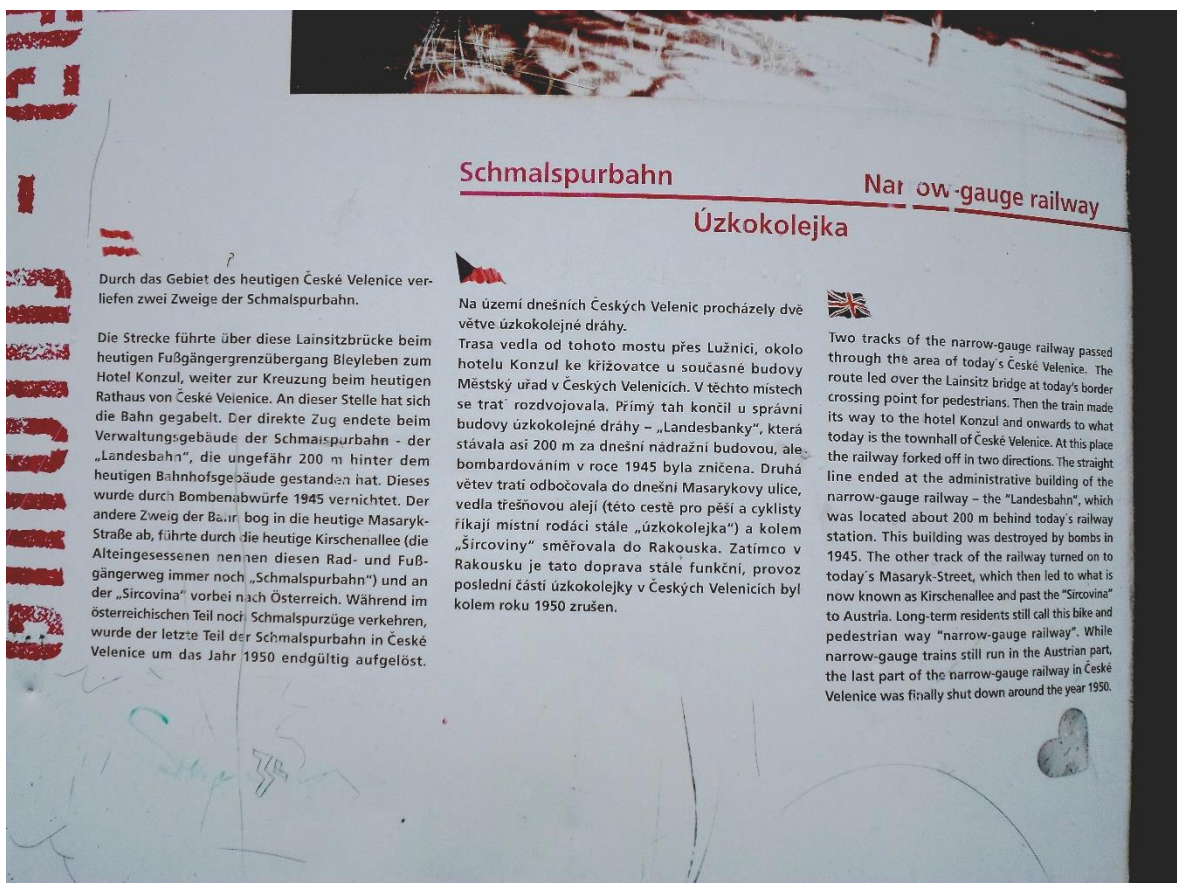 Schmalspurbahn
Narrow-gauge railway
Úzkokolejka
Durch das Gebiet des heutigen České Velenice ver-
liefen zwei Zweige der Schmalspurbahn.
Die Strecke führte über diese Lainsitzbrücke beim
heutigen Fußgängergrenzübergang Bleyleben zum
Hotel Konzul, weiter zur Kreuzung beim heutigen
Rathaus von České Velenice. An dieser Stelle hat sich
die Bahn gegabelt. Der direkte Zug endete beim
Verwaltungsgebäude der Schmalspurbahn - der
„Landesbahn“, die ungefähr 200 m hinter dem
heutigen Bahnhofsgebäude gestanden hat. Dieses
wurde durch Bombenabwürfe 1945 vernichtet. Der
andere Zweig der Bahn bog in die heutige Masaryk-
Straße ab, führte durch die heutige Kirschenallee (die
Alteingesessenen nennen diesen Rad- und Fuß-
gängerweg immer noch „Schmalspurbahn“) und an
der „Sircovina“ vorbei nach Österreich. Während im
österreichischen Teil noch Schmalspurzüge verkehren,
wurde der letzte Teil der Schmalspurbahn in České
Velenice um das Jahr 1950 endgültig aufgelöst.
Na území dnešních Českých Velenic procházely dvě
větve úzkokolejné dráhy.
Trasa vedla od tohoto mostu přes Lužnici, okolo
hotelu Konzul ke křižovatce u současné budovy
Městský uřad v Českých Velenicích. V těchto místech
se trať rozdvojovala. Přímý tah končil u správní
budovy úzkokolejné dráhy – „Landesbanky“, která
stávala asi 200 m za dnešní nádražní budovou, ale
bombardováním v roce 1945 byla zničena. Druhá
větev trati odbočovala do dnešní Masarykovy ulice,
vedla třešňovou alejí (této cestě pro pěší a cyklisty
říkají místní rodáci stále „úzkokolejka“) a kolem
„Šírcoviny“ směřovala do Rakouska. Zatímco v
Rakousku je tato doprava stále funkční, provoz
poslední části úzkokolejky v Českých Velenicích byl
kolem roku 1950 zrušen.
Two tracks of the narrow-gauge railway passed
through the area of today´s České Velenice. The
route led over the Lainsitz bridge at today's border
crossing point for pedestrians. Then the train made
its way to the hotel Konzul and onwards to what
today is the townhall of České Velenice. At this place
the railway forked off in two directions. The straight
line ended at the administrative building of the
narrow-gauge railway – the “Landesbahn”, which
was located about 200 m behind today´s railway
station. This building was destroyed by bombs in
1945. The other track of the railway turned on to
today´s Masaryk-Street, which then led to what is
now known as Kirschenallee and past the “Sircovina”
to Austria. Long-term residents still call this bike and
pedestrian way “narrow-gauge railway”. While
narrow-gauge trains still run in the Austrian part,
the last part of the narrow-gauge railway in České
Velenice was finally shut down around the year 1950.